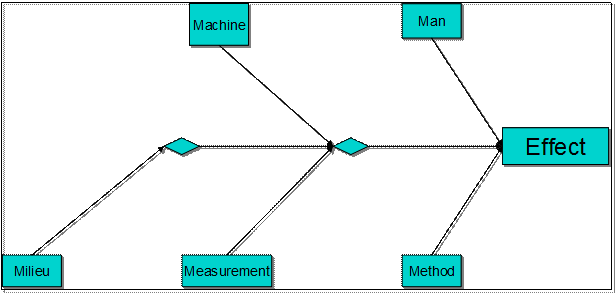 Machine
Man
Effect
Milieu
Measurement
Method